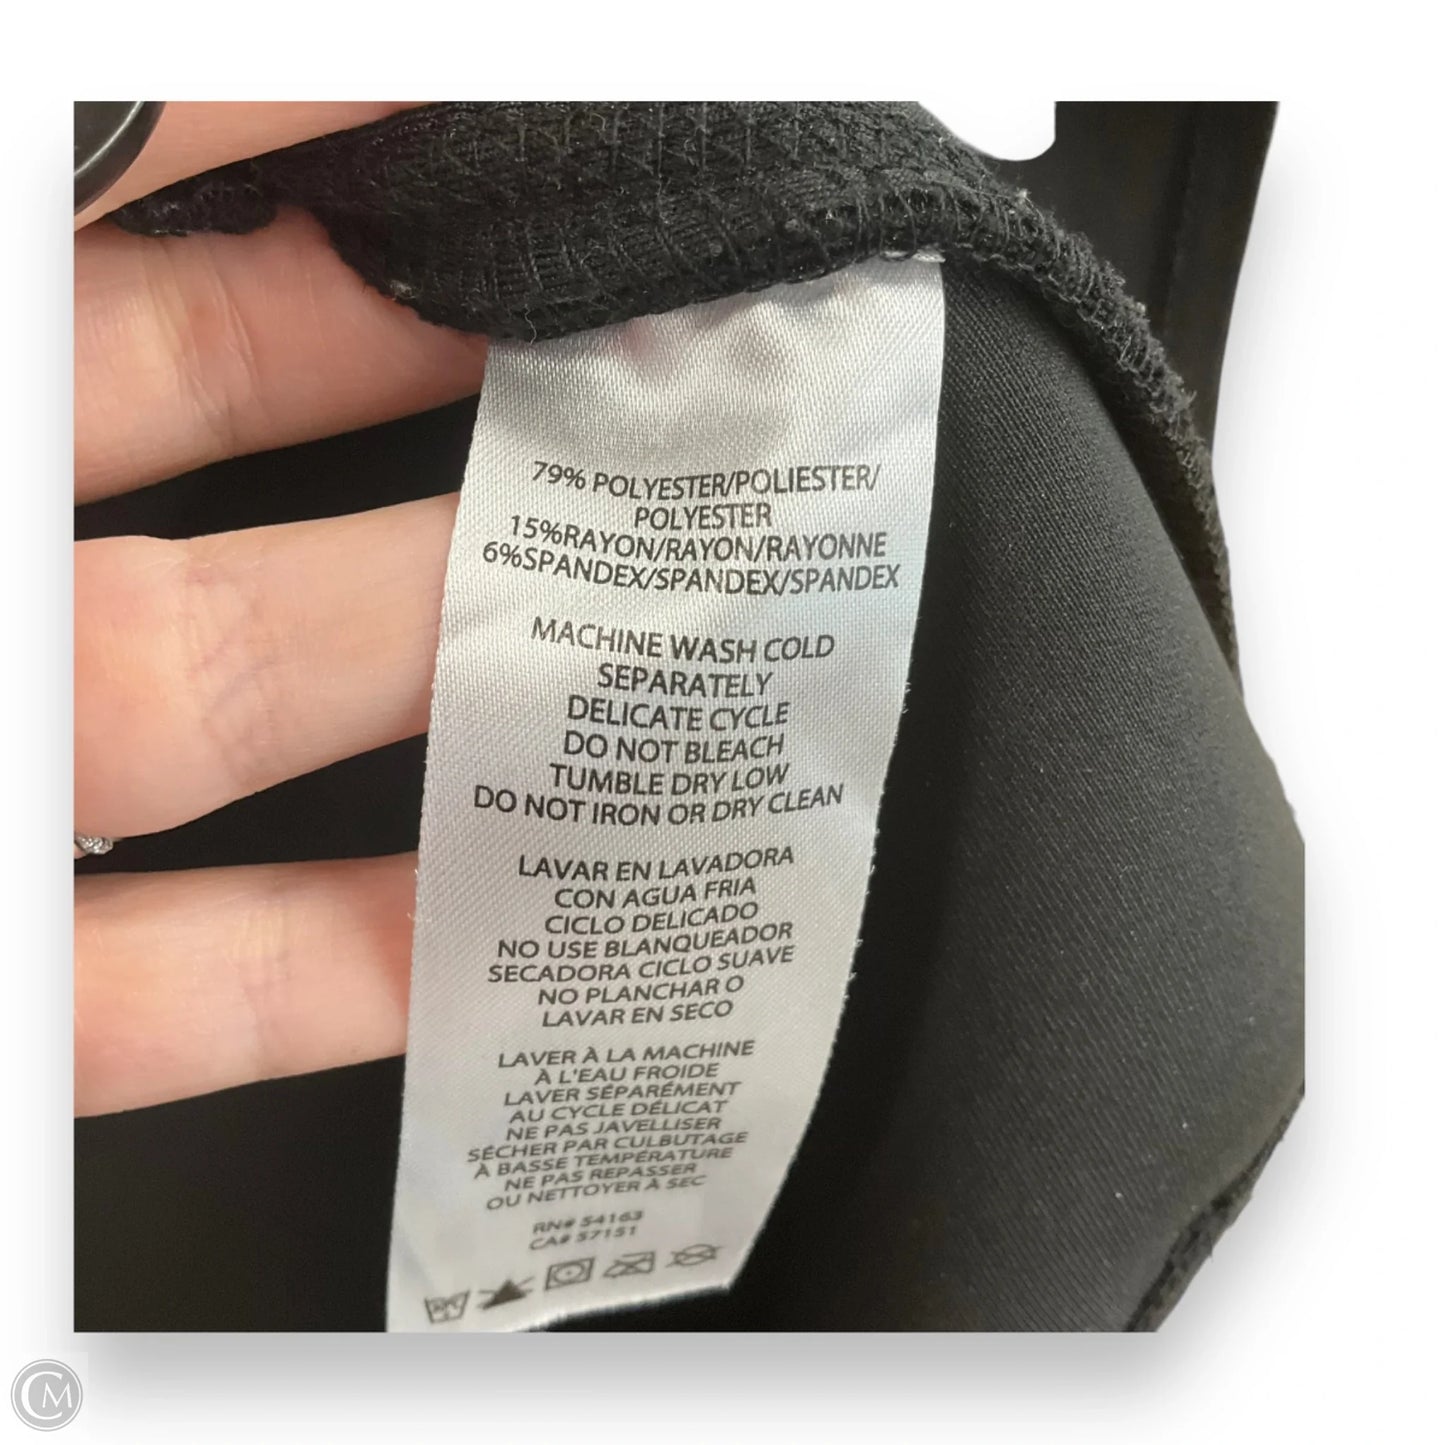 79% POLYESTER/POLIESTER/
POLYESTER
15%RAYON/RAYON/RAYONNE
6%SPANDEX/SPANDEX/SPANDEX
MACHINE WASH COLD
SEPARATELY
DELICATE CYCLE
DO NOT BLEACH
TUMBLE DRY LOW
DO NOT IRON OR DRY CLEAN
LAVAR EN LAVADORA
CON AGUA FRIA
CICLO DELICADO
NO USE BLANQUEADOR
SECADORA CICLO SUAVE
NO PLANCHAR O
LAVAR EN SECO
LAVER À LA MACHINE
À L'EAU FROIDE
LAVER SÉPARÉMENT
AU CYCLE DÉLICAT
NE PAS JAVELLISER
SÉCHER PAR CULBUTAGE
À BASSE TEMPÉRATURE
NE PAS REPASSER
OU NETTOYER À SEC
RN# 54163
CA# 57151
CM